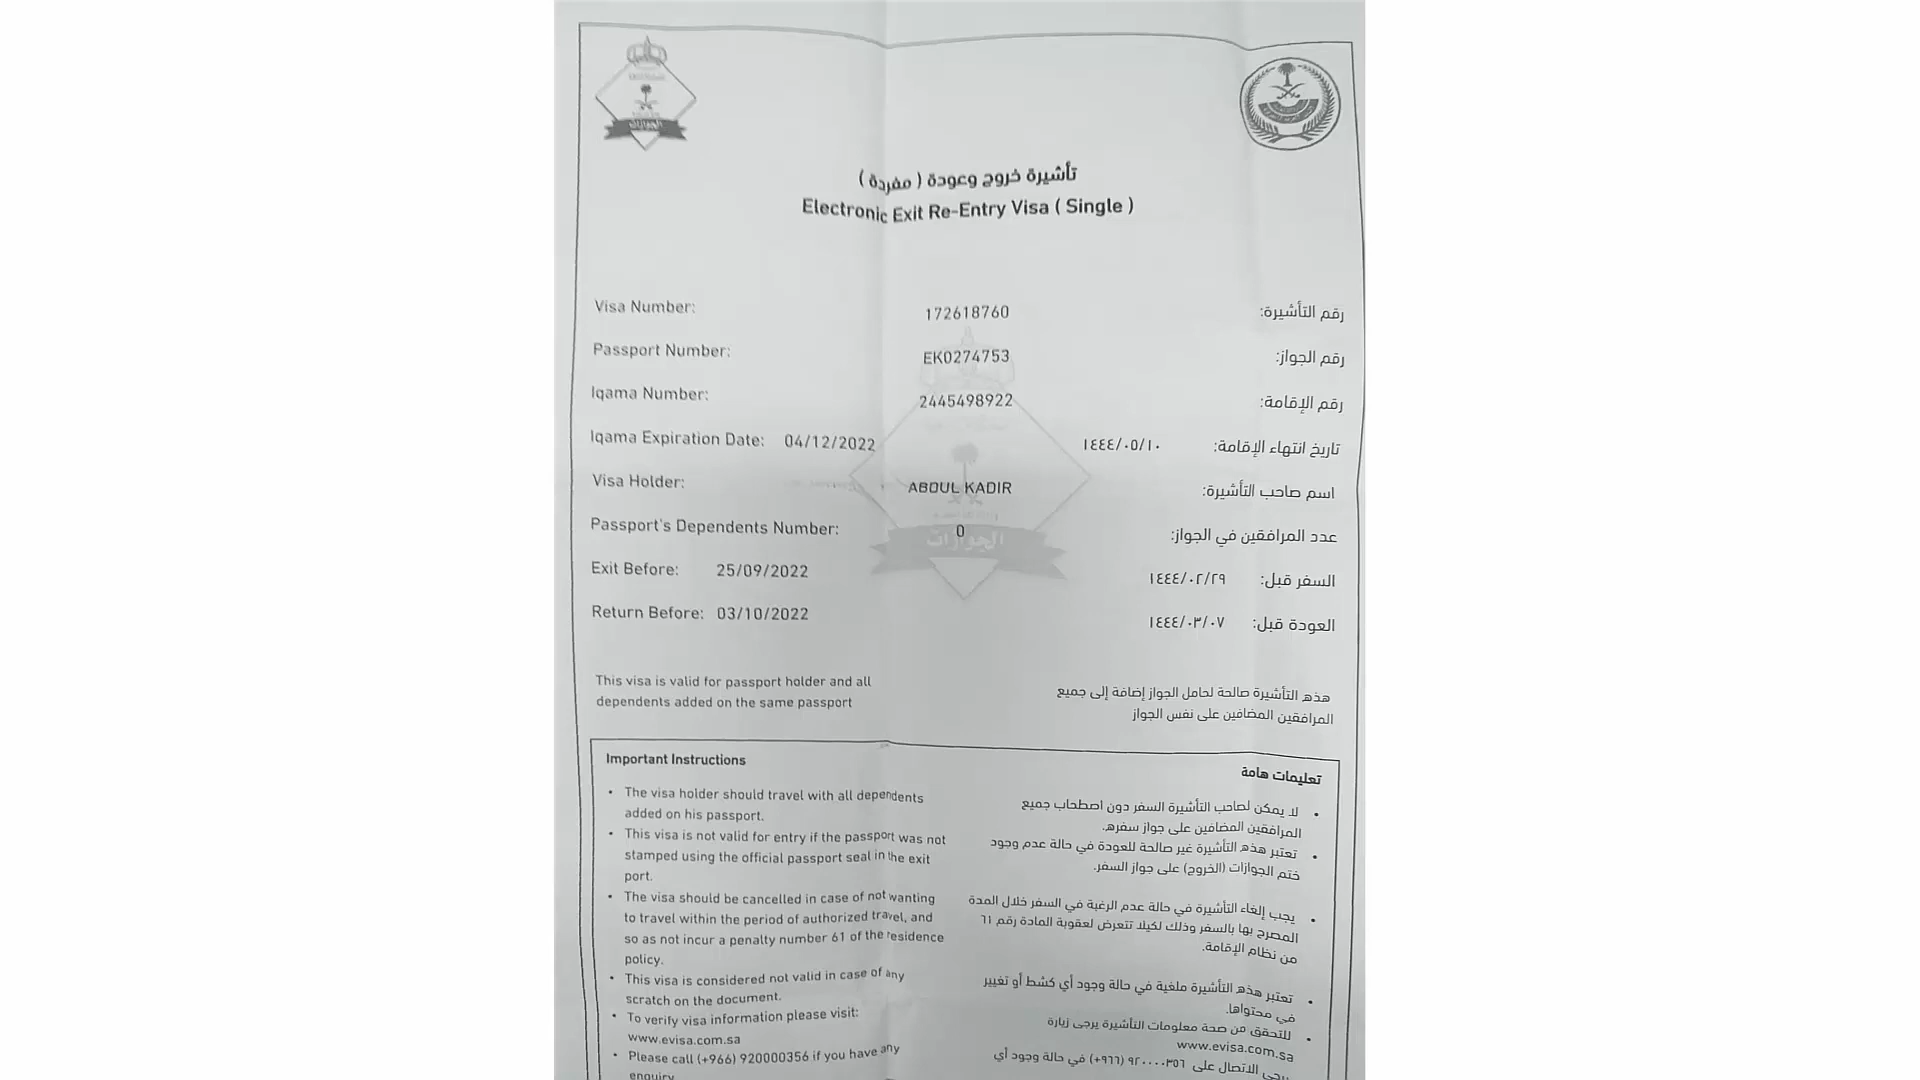 تأشيرة خروج وعودة ( مفردة )
Electronic Exit Re-Entry Visa ( Single )
Visa Number: 172618760 رقم التأشيرة:
Passport Number: EK0274753 رقم الجواز:
Iqama Number: 2445498922 رقم الإقامة:
Iqama Expiration Date: 04/12/2022 ١٤٤٤/٠٥/١٠ تاريخ انتهاء الإقامة:
Visa Holder: ABDUL KADIR اسم صاحب التأشيرة:
Passport's Dependents Number: 0 عدد المرافقين في الجواز:
الجوازات
Exit Before: 25/09/2022 ١٤٤٤/٠٢/٢٩ السفر قبل:
Return Before: 03/10/2022 ١٤٤٤/٠٣/٠٧ العودة قبل:
This visa is valid for passport holder and all
dependents added on the same passport
هذه التأشيرة صالحة لحامل الجواز إضافة إلى جميع
المرافقين المضافين على نفس الجواز
Important Instructions
• The visa holder should travel with all dependents
added on his passport.
• This visa is not valid for entry if the passport was not
stamped using the official passport seal in the exit
port.
• The visa should be cancelled in case of not wanting
to travel within the period of authorized travel, and
so as not incur a penalty number 61 of the residence
policy.
• This visa is considered not valid in case of any
scratch on the document.
• To verify visa information please visit:
www.evisa.com.sa
• Please call (+966) 920000356 if you have any
enquiry
تعليمات هامة
• لا يمكن لصاحب التأشيرة السفر دون اصطحاب جميع
المرافقين المضافين على جواز سفره.
• تعتبر هذه التأشيرة غير صالحة للعودة في حالة عدم وجود
ختم الجوازات (الخروج) على جواز السفر.
• يجب إلغاء التأشيرة في حالة عدم الرغبة في السفر خلال المدة
المصرح بها بالسفر وذلك لكيلا تتعرض لعقوبة المادة رقم ٦١
من نظام الإقامة.
• تعتبر هذه التأشيرة ملغية في حالة وجود أي كشط أو تغيير
في محتواها.
• للتحقق من صحة معلومات التأشيرة يرجى زيارة
www.evisa.com.sa
يرجى الاتصال على ٩٢٠٠٠٠٣٥٦ (٩٦٦+) في حالة وجود أي